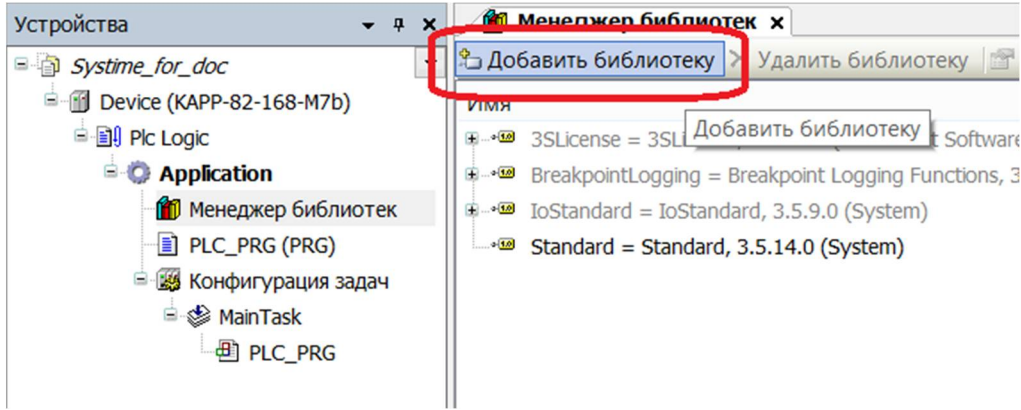 Устройства
Systime_for_doc
Device (KAPP-82-168-M7b)
Plc Logic
Application
Менеджер библиотек
PLC_PRG (PRG)
Конфигурация задач
MainTask
PLC_PRG
Менеджер библиотек
Добавить библиотеку
Удалить библиотеку
Имя
Добавить библиотеку
3SLicense = 3SLi t Software
BreakpointLogging = Breakpoint Logging Functions, 3
IoStandard = IoStandard, 3.5.9.0 (System)
Standard = Standard, 3.5.14.0 (System)